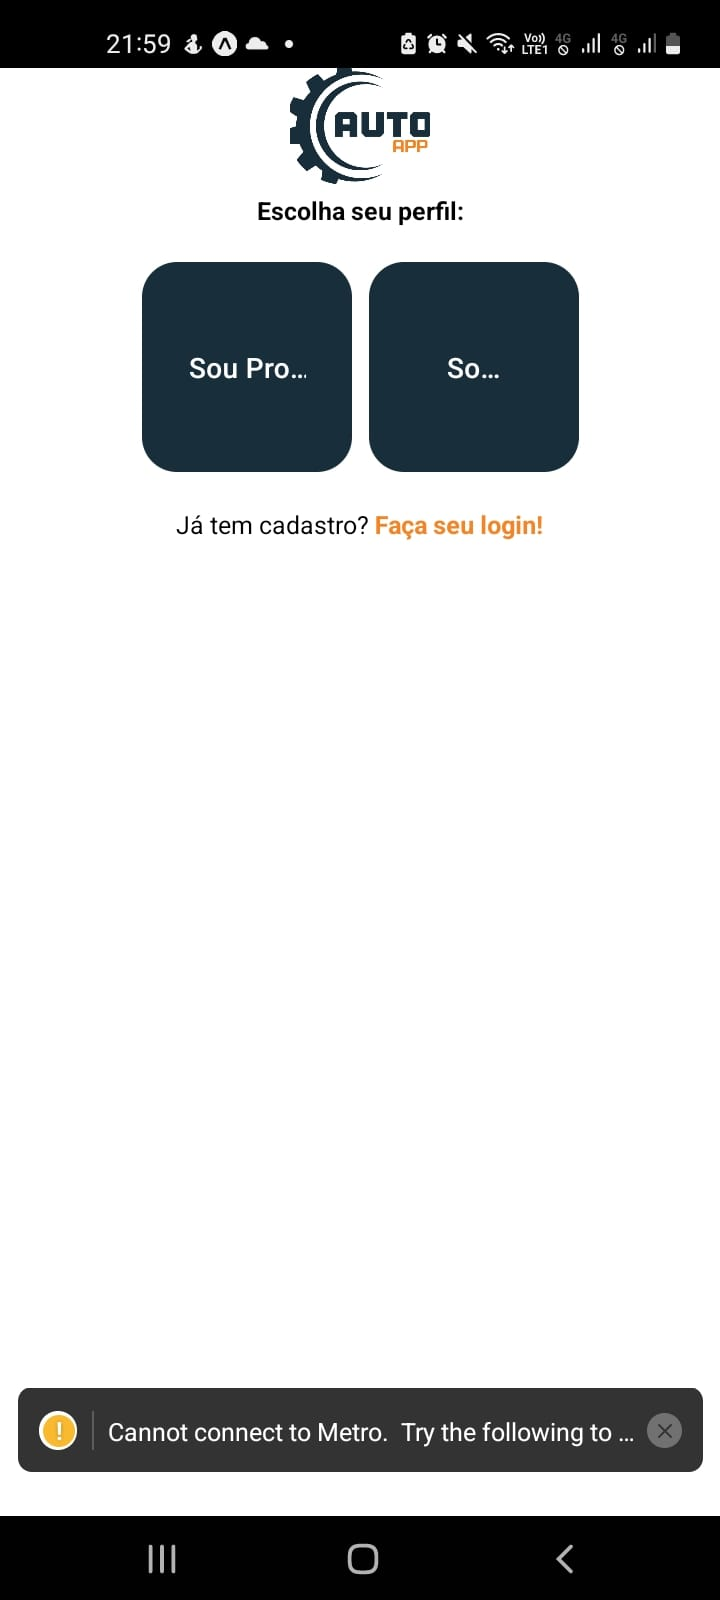 21:59
Vo)) LTE1 4G 4G
AUTO
APP
Escolha seu perfil:
Sou Pro...
So...
Já tem cadastro? Faça seu login!
Cannot connect to Metro. Try the following to ...